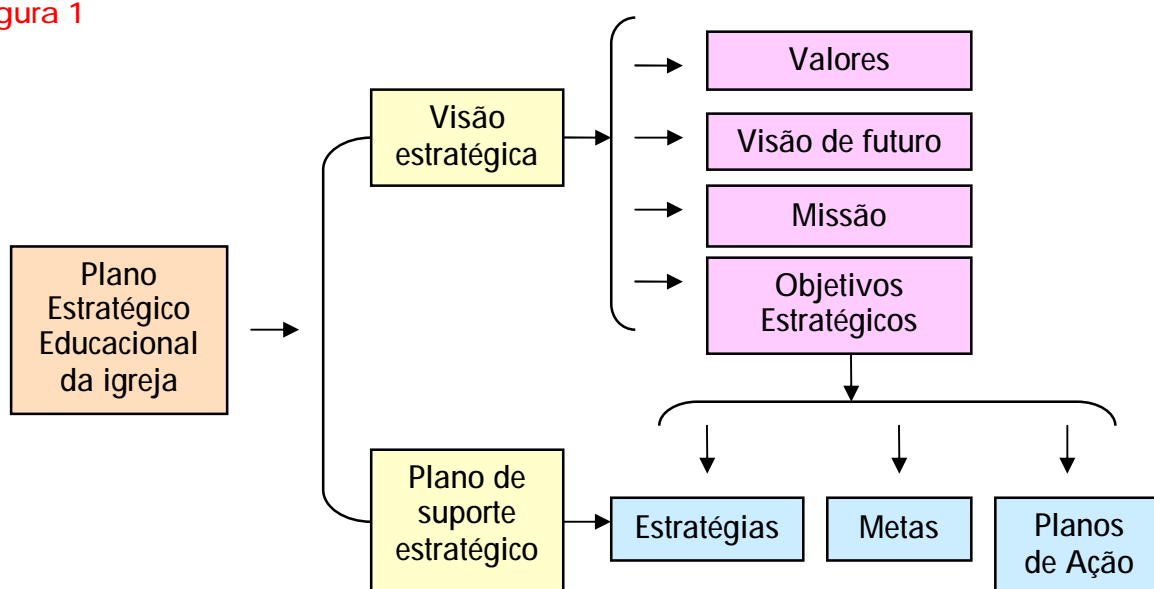 gura 1
Valores
Visão
estratégica
Visão de futuro
Missão
Plano
Estratégico
Educacional
da igreja
Objetivos
Estratégicos
Plano de
suporte
estratégico
Estratégias
Metas
Planos
de Ação